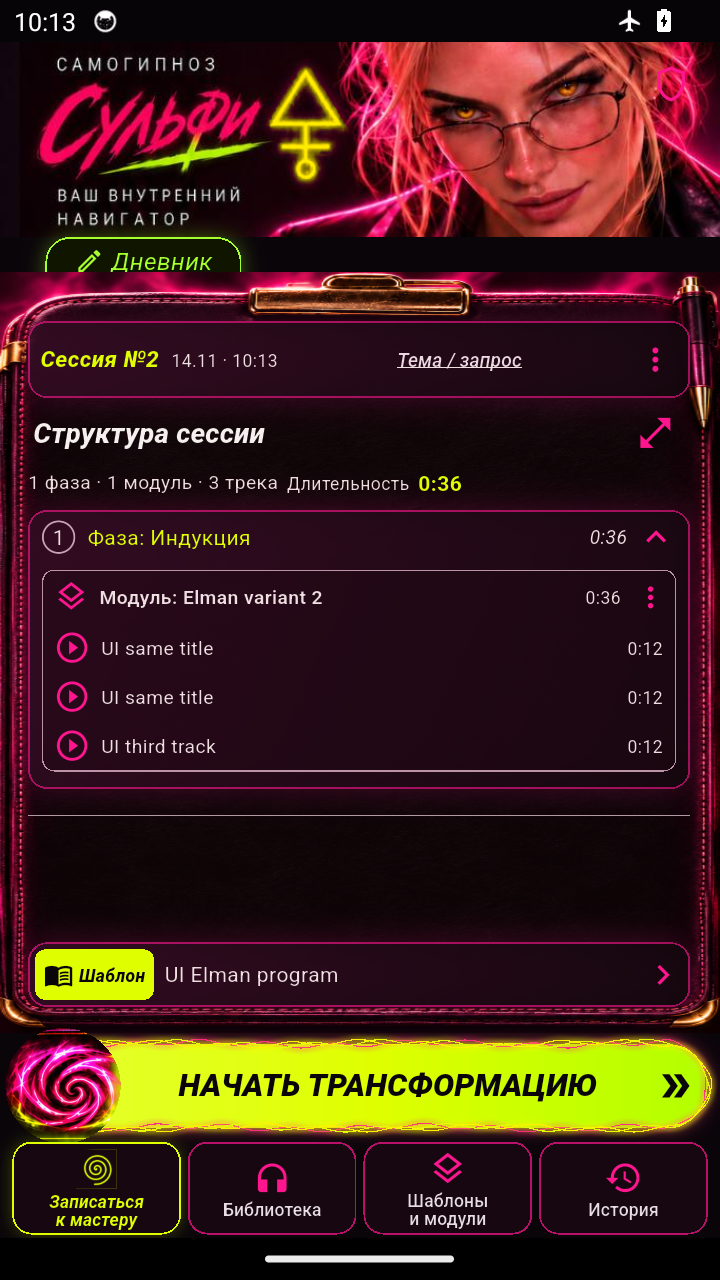 10:13
САМОГИПНОЗ
Сульфи
ВАШ ВНУТРЕННИЙ
НАВИГАТОР
Дневник
Сессия №2 14.11 · 10:13 Тема / запрос
Структура сессии
1 фаза · 1 модуль · 3 трека Длительность 0:36
1 Фаза: Индукция 0:36
Модуль: Elman variant 2 0:36
UI same title 0:12
UI same title 0:12
UI third track 0:12
Шаблон UI Elman program
НАЧАТЬ ТРАНСФОРМАЦИЮ
Записаться
к мастеру
Библиотека
Шаблоны
и модули
История